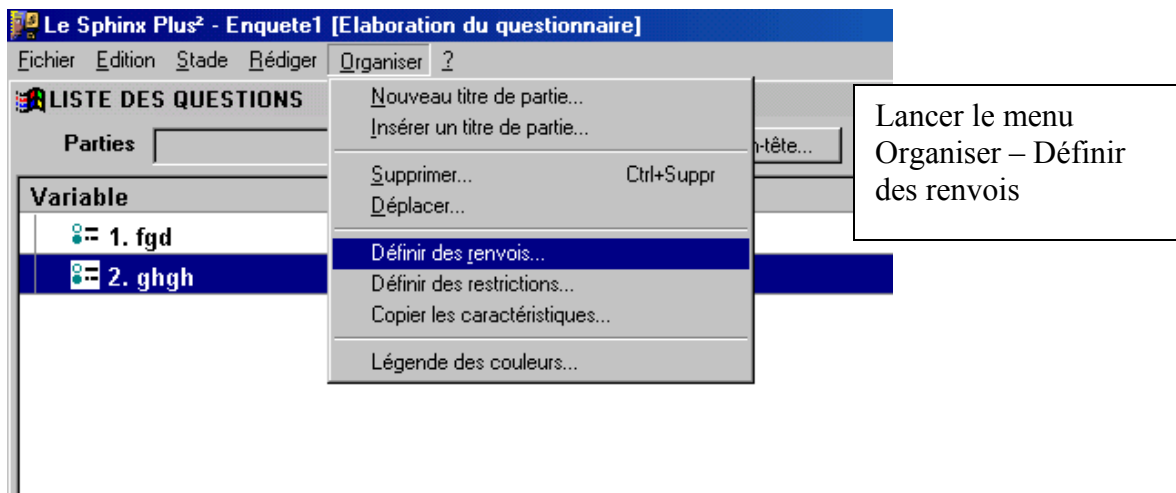 Le Sphinx Plus² - Enquete1 [Elaboration du questionnaire]
Fichier Edition Stade Rédiger Organiser ?
LISTE DES QUESTIONS
Parties
Variable
1. fgd
2. ghgh
Nouveau titre de partie...
Insérer un titre de partie...
Supprimer... Ctrl+Suppr
Déplacer...
Définir des renvois...
Définir des restrictions...
Copier les caractéristiques...
Légende des couleurs...
-tête...
Lancer le menu
Organiser – Définir
des renvois